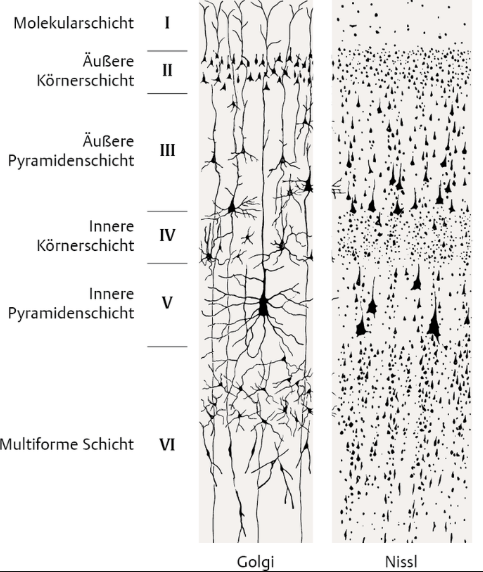 Molekularschicht I
Äußere
Körnerschicht II
Äußere
Pyramidenschicht III
Innere
Körnerschicht IV
Innere
Pyramidenschicht V
Multiforme Schicht VI
Golgi Nissl